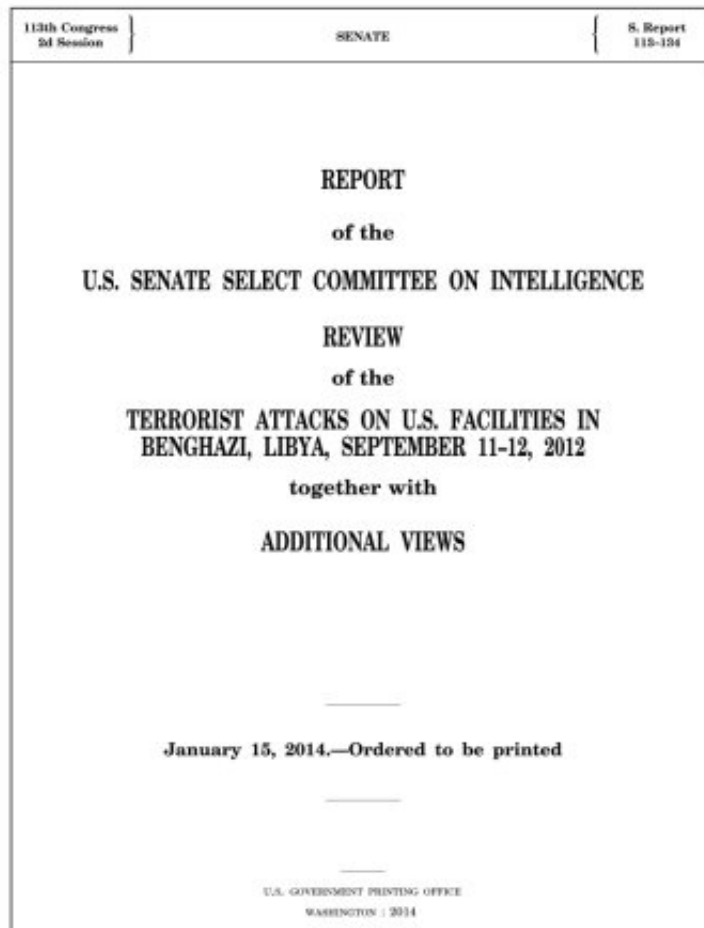 113th Congress
2d Session
SENATE
S. Report
113–134
REPORT
of the
U.S. SENATE SELECT COMMITTEE ON INTELLIGENCE
REVIEW
of the
TERRORIST ATTACKS ON U.S. FACILITIES IN
BENGHAZI, LIBYA, SEPTEMBER 11–12, 2012
together with
ADDITIONAL VIEWS
January 15, 2014.—Ordered to be printed
U.S. GOVERNMENT PRINTING OFFICE
WASHINGTON : 2014